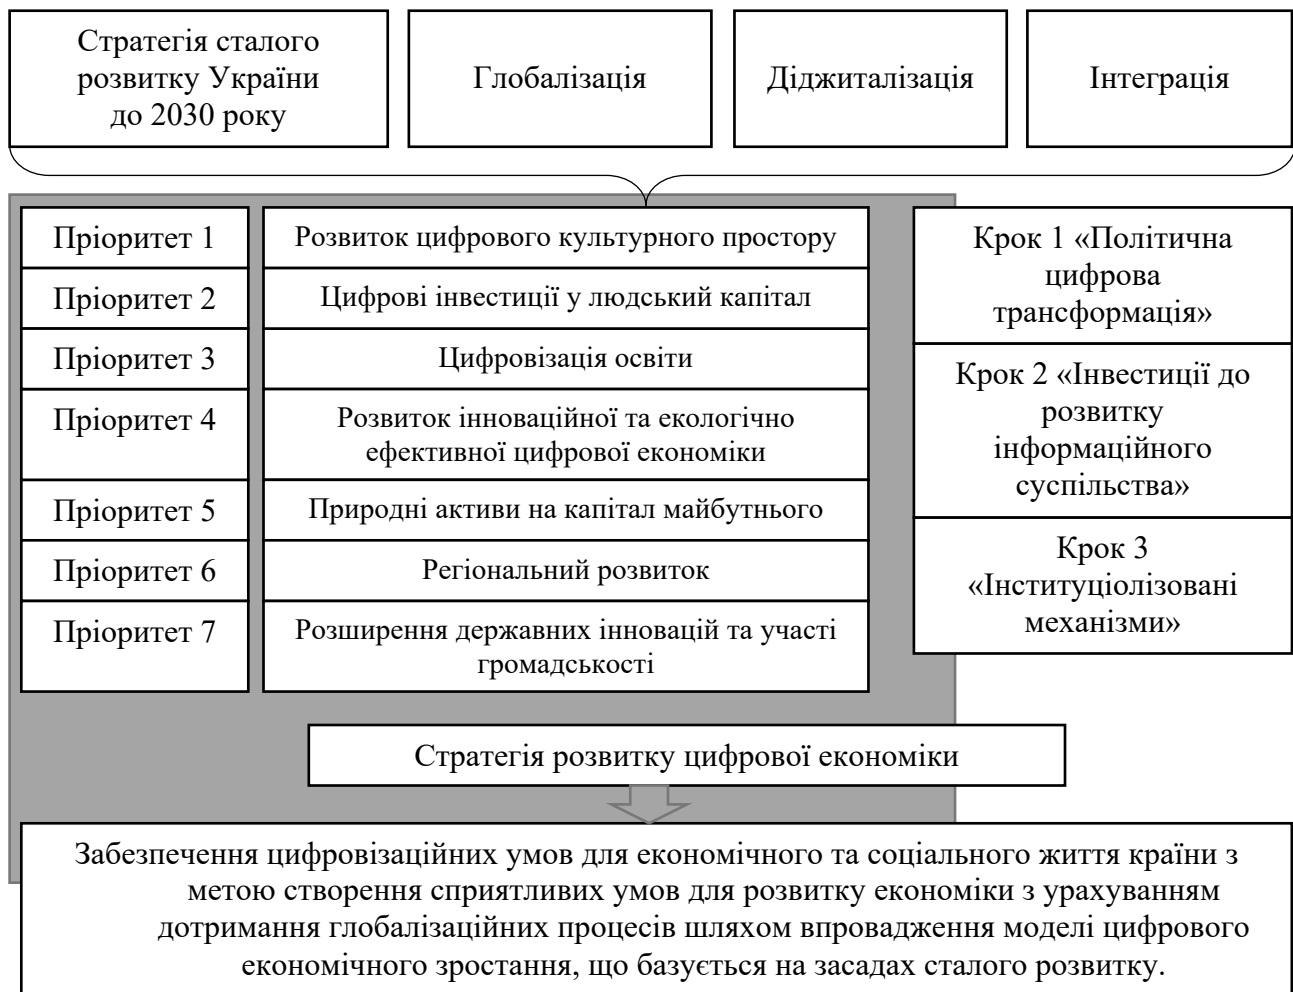 Стратегія сталого
розвитку України
до 2030 року
Глобалізація
Діджиталізація
Інтеграція
Пріоритет 1
Розвиток цифрового культурного простору
Пріоритет 2
Цифрові інвестиції у людський капітал
Пріоритет 3
Цифровізація освіти
Пріоритет 4
Розвиток інноваційної та екологічно
ефективної цифрової економіки
Пріоритет 5
Природні активи на капітал майбутнього
Пріоритет 6
Регіональний розвиток
Пріоритет 7
Розширення державних інновацій та участі
громадськості
Крок 1 «Політична
цифрова
трансформація»
Крок 2 «Інвестиції до
розвитку
інформаційного
суспільства»
Крок 3
«Інституціолізовані
механізми»
Стратегія розвитку цифрової економіки
Забезпечення цифровізаційних умов для економічного та соціального життя країни з
метою створення сприятливих умов для розвитку економіки з урахуванням
дотримання глобалізаційних процесів шляхом впровадження моделі цифрового
економічного зростання, що базується на засадах сталого розвитку.